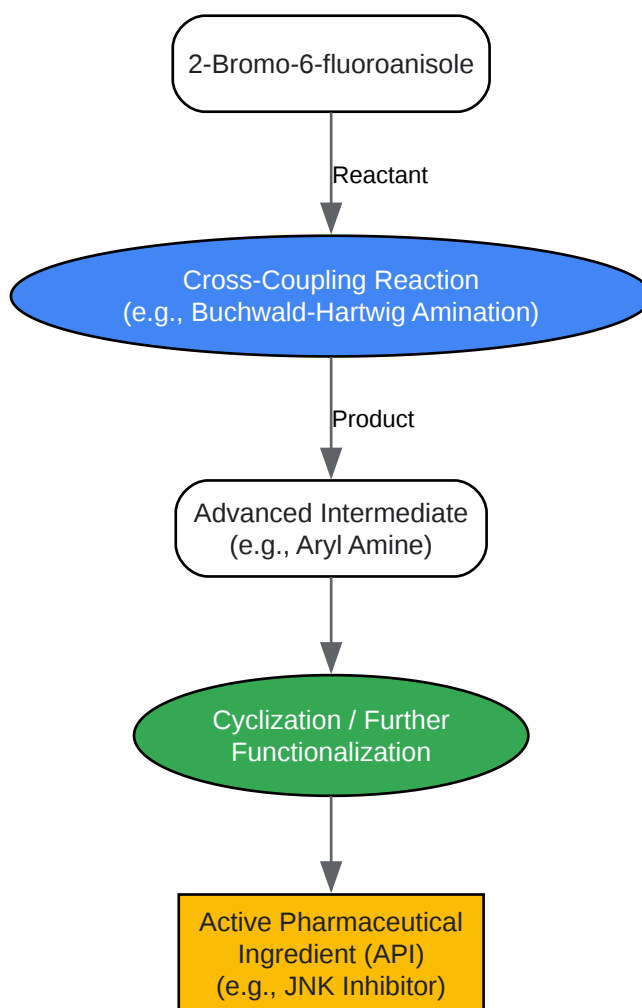 2-Bromo-6-fluoroanisole
Reactant
Cross-Coupling Reaction
(e.g., Buchwald-Hartwig Amination)
Product
Advanced Intermediate
(e.g., Aryl Amine)
Cyclization / Further
Functionalization
Active Pharmaceutical
Ingredient (API)
(e.g., JNK Inhibitor)